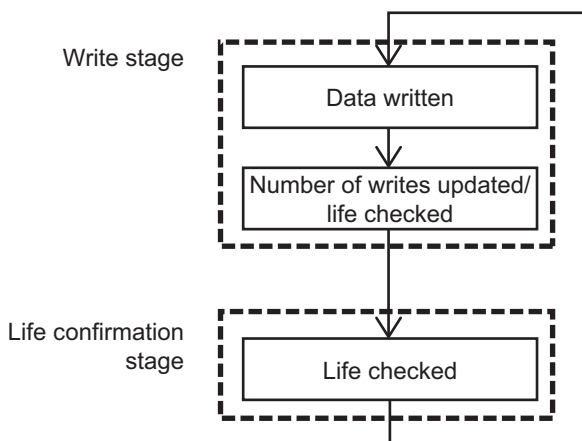 Write stage
Data written
Number of writes updated/
life checked
Life confirmation
stage
Life checked